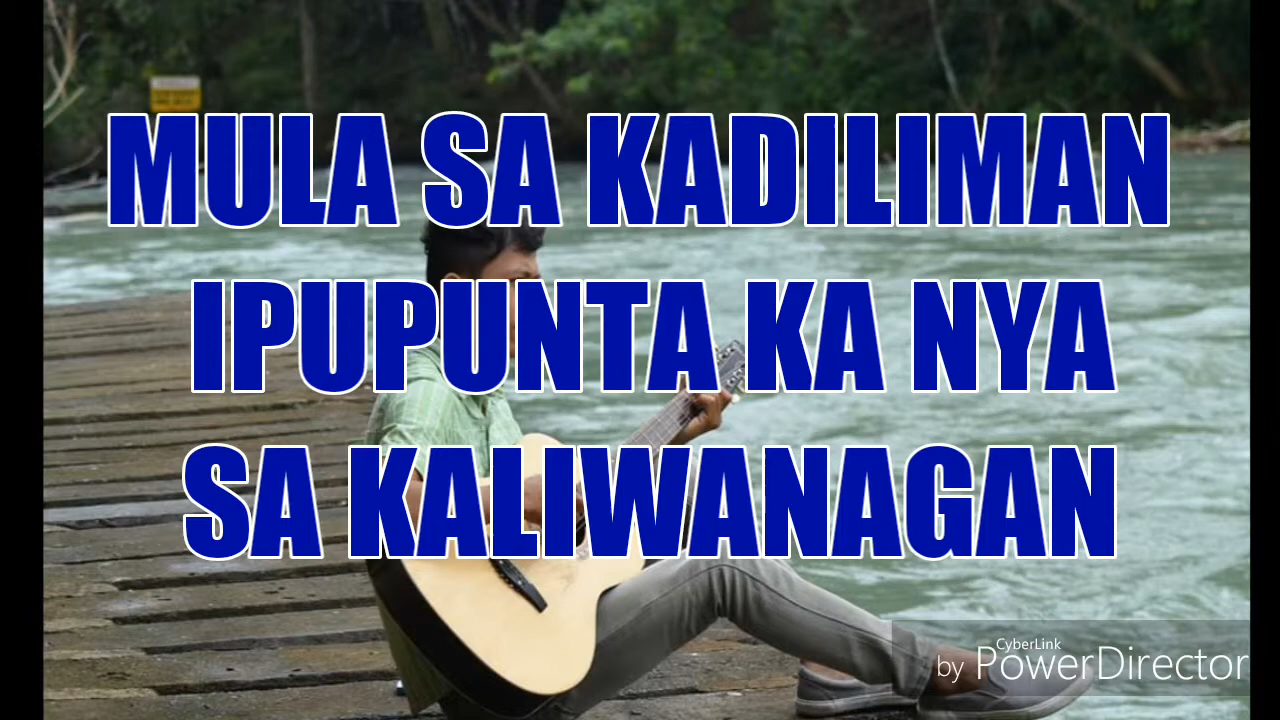 MULA SA KADILIMAN
IPUPUNTA KA NYA
SA KALIWANAGAN
CyberLink
by PowerDirector